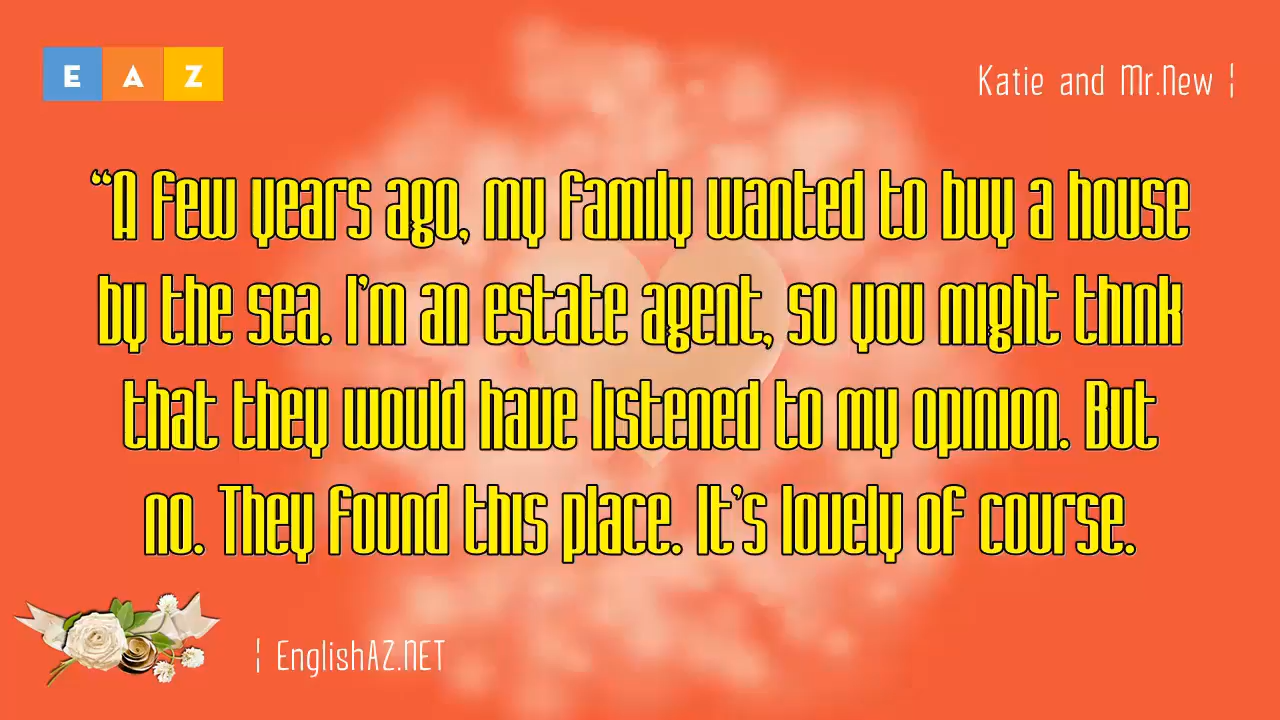 E A Z
Katie and Mr.New ¦
“A few years ago, my family wanted to buy a house
by the sea. I’m an estate agent, so you might think
that they would have listened to my opinion. But
no. They found this place. It’s lovely of course.
¦ EnglishAZ.NET